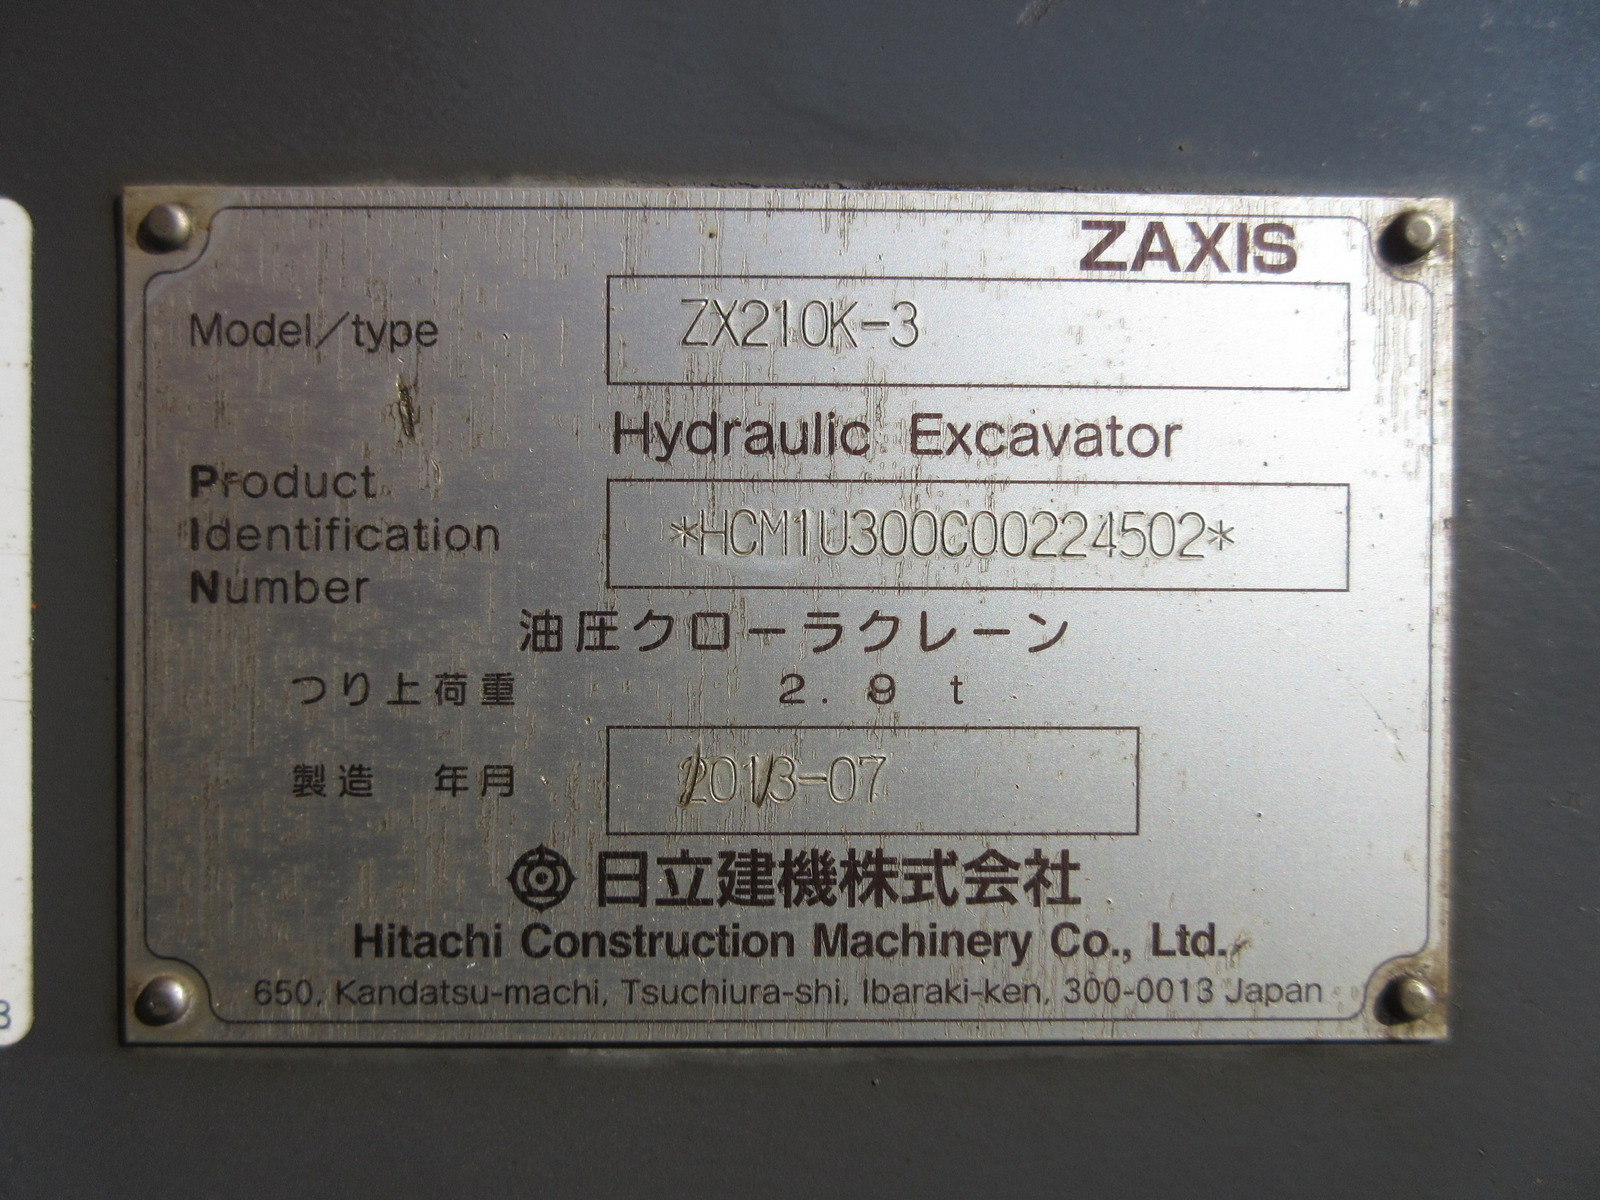 ZAXIS
Model/type ZX210K-3
Hydraulic Excavator
Product
Identification *HCM1U300C00224502*
Number
油圧クローラクレーン
つり上荷重 2.9 t
製造 年月 2013-07
日立建機株式会社
Hitachi Construction Machinery Co., Ltd.
650, Kandatsu-machi, Tsuchiura-shi, Ibaraki-ken, 300-0013 Japan
3